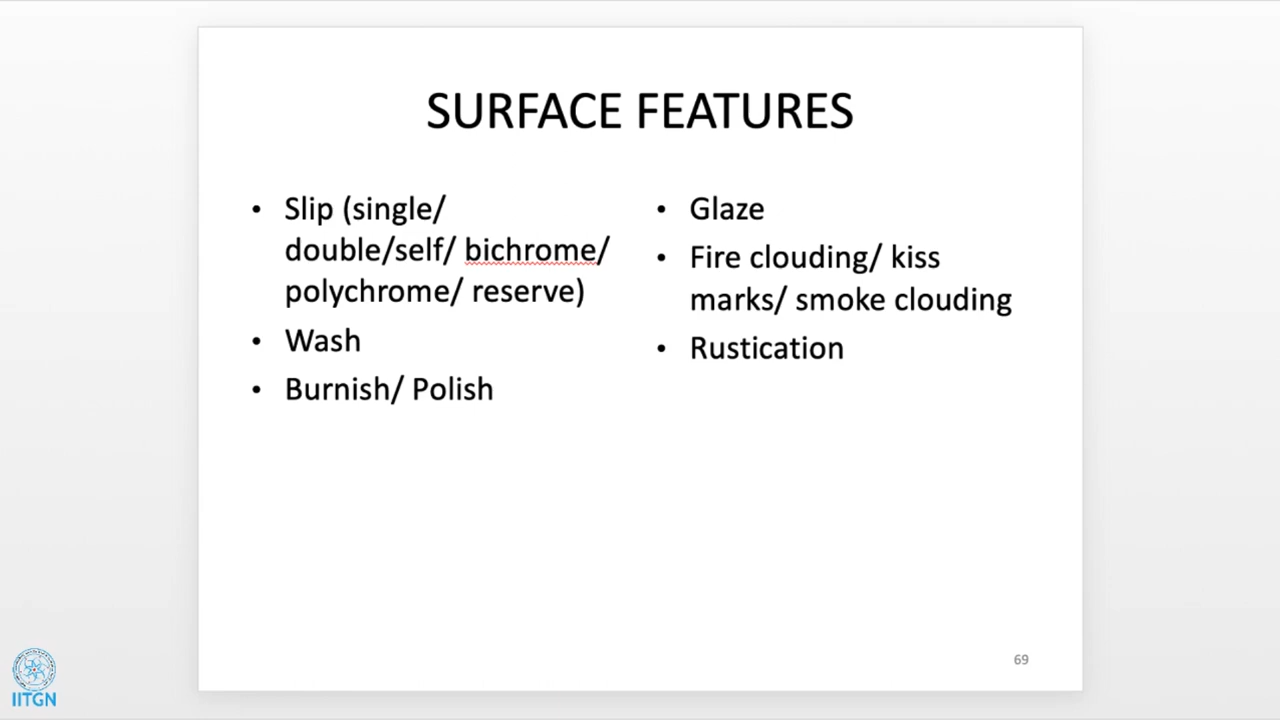 SURFACE FEATURES
• Slip (single/
double/self/ bichrome/
polychrome/ reserve)
• Wash
• Burnish/ Polish
• Glaze
• Fire clouding/ kiss
marks/ smoke clouding
• Rustication
69
IITGN